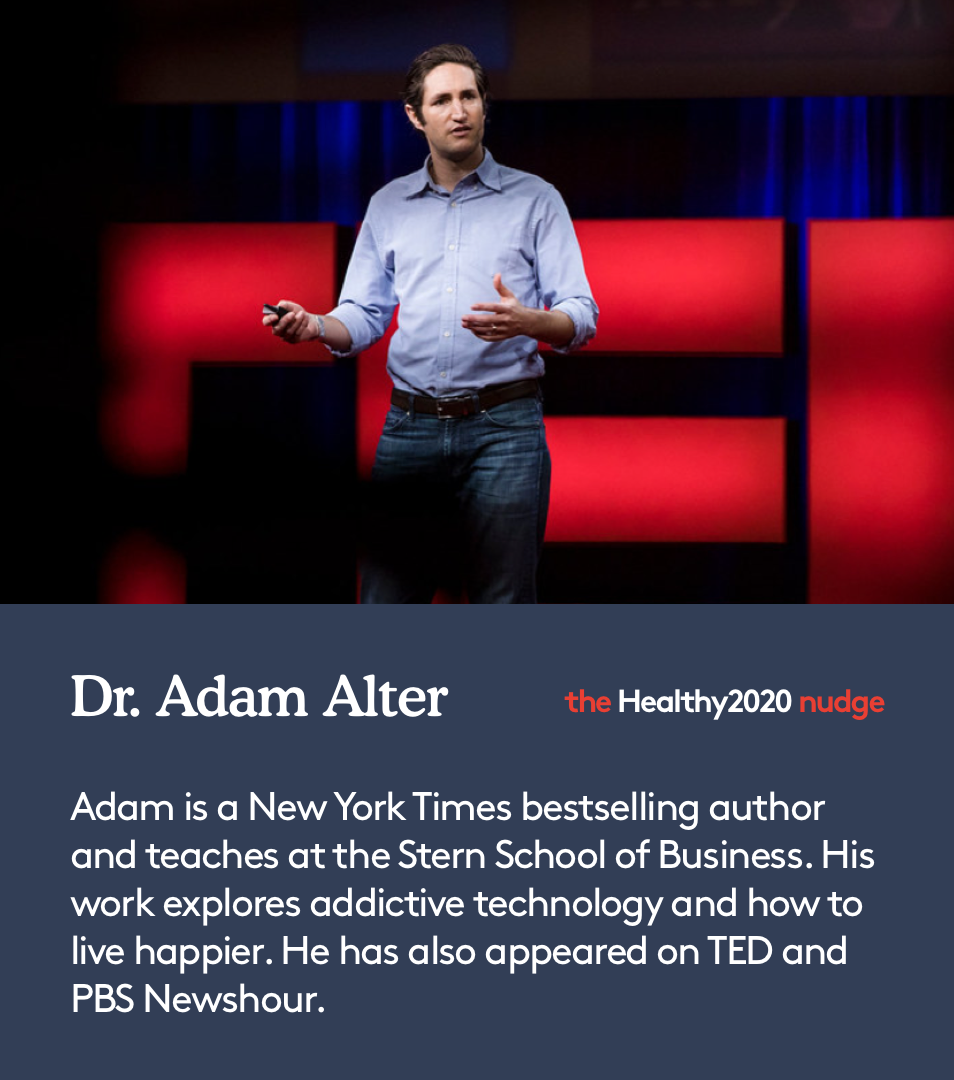 Dr. Adam Alter
the Healthy2020 nudge
Adam is a New York Times bestselling author
and teaches at the Stern School of Business. His
work explores addictive technology and how to
live happier. He has also appeared on TED and
PBS Newshour.